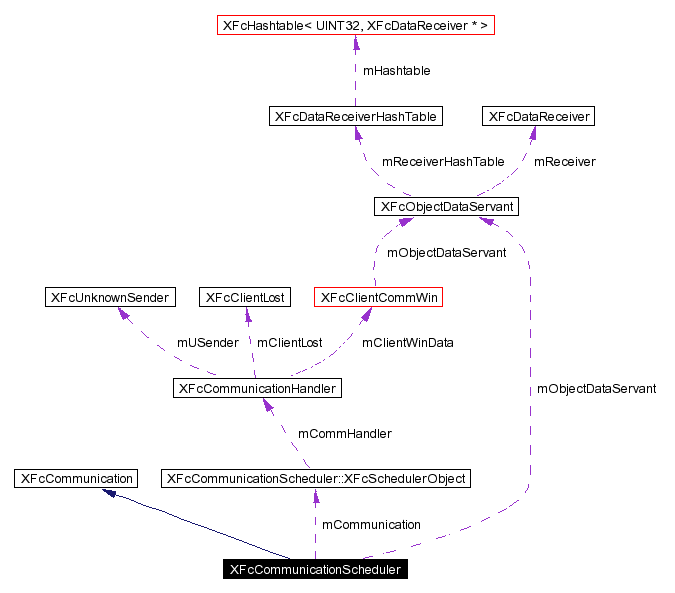 XFcHashtable< UINT32, XFcDataReceiver * >
mHashtable
XFcDataReceiverHashTable
XFcDataReceiver
mReceiverHashTable
mReceiver
XFcObjectDataServant
mObjectDataServant
XFcUnknownSender
XFcClientLost
XFcClientCommWin
mUSender
mClientLost
mClientWinData
XFcCommunicationHandler
mObjectDataServant
mCommHandler
XFcCommunication
XFcCommunicationScheduler::XFcSchedulerObject
mCommunication
XFcCommunicationScheduler